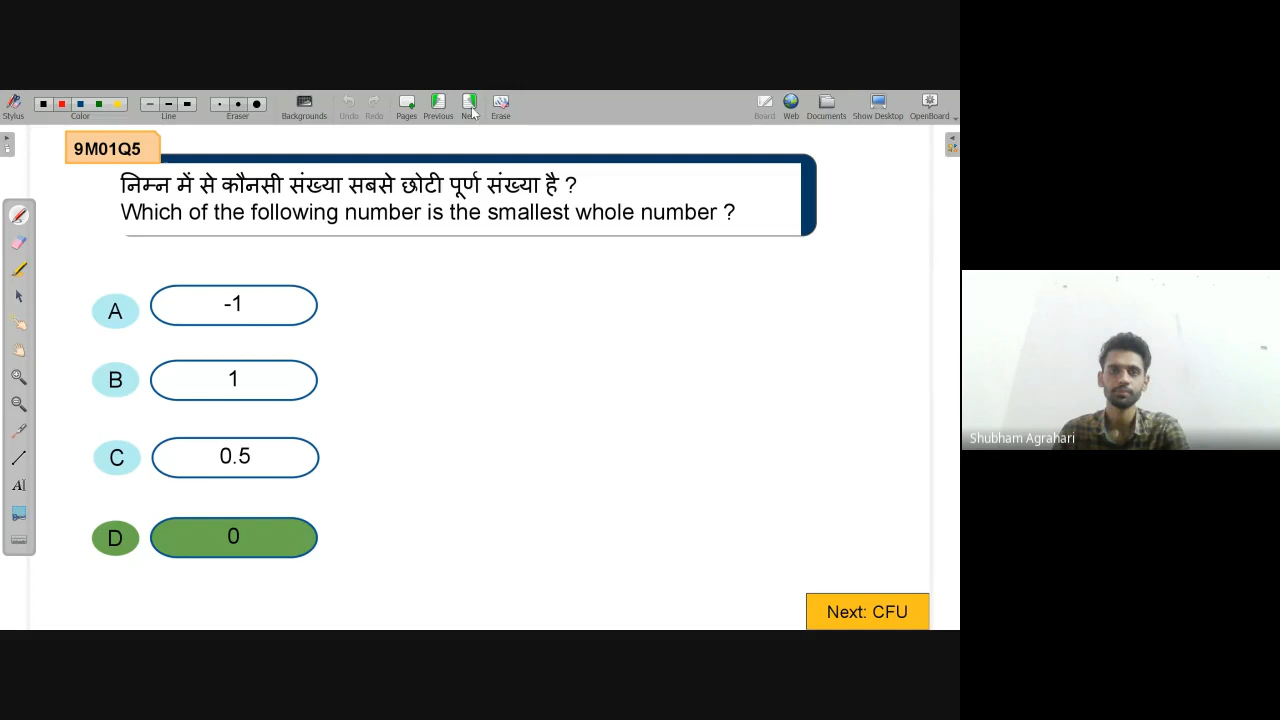 Stylus
Color
Line
Eraser
Backgrounds
Undo
Redo
Pages
Previous
Erase
Board
Web
Documents
Show Desktop
OpenBoard
9M01Q5
निम्न में से कौनसी संख्या सबसे छोटी पूर्ण संख्या है ?
Which of the following number is the smallest whole number ?
A -1
B 1
C 0.5
D 0
Next: CFU
Shubham Agrahari